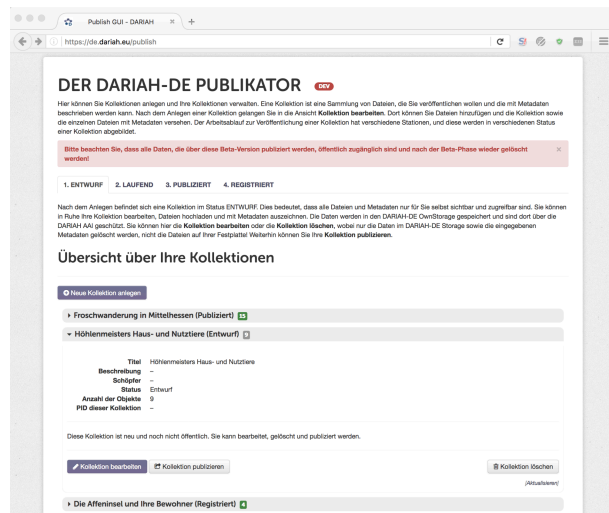 Publish GUI - DARIAH
https://de.dariah.eu/publish
DER DARIAH-DE PUBLIKATOR DEV
Hier können Sie Kollektionen anlegen und Ihre Kollektionen verwalten. Eine Kollektion ist eine Sammlung von Dateien, die Sie veröffentlichen wollen und die mit Metadaten
beschrieben werden kann. Nach dem Anlegen einer Kollektion gelangen Sie in die Ansicht Kollektion bearbeiten. Dort können Sie Dateien hinzufügen und die Kollektion sowie
die einzelnen Dateien mit Metadaten versehen. Der Arbeitsablauf zur Veröffentlichung einer Kollektion hat verschiedene Stationen, und diese werden in verschiedenen Status
einer Kollektion abgebildet.
Bitte beachten Sie, dass alle Daten, die über diese Beta-Version publiziert werden, öffentlich zugänglich sind und nach der Beta-Phase wieder gelöscht
werden!
1. ENTWURF 2. LAUFEND 3. PUBLIZIERT 4. REGISTRIERT
Nach dem Anlegen befindet sich eine Kollektion im Status ENTWURF. Dies bedeutet, dass alle Dateien und Metadaten nur für Sie selbst sichtbar und zugreifbar sind. Sie können
in Ruhe Ihre Kollektion bearbeiten, Dateien hochladen und mit Metadaten auszeichnen. Die Daten werden in den DARIAH-DE OwnStorage gespeichert und sind dort über die
DARIAH AAI geschützt. Sie können hier die Kollektion bearbeiten oder die Kollektion löschen, wobei nur die Daten im DARIAH-DE Storage sowie die eingegebenen
Metadaten gelöscht werden, nicht die Dateien auf Ihrer Festplatte! Weiterhin können Sie Ihre Kollektion publizieren.
Übersicht über Ihre Kollektionen
Neue Kollektion anlegen
Froschwanderung in Mittelhessen (Publiziert) 15
Höhlenmeisters Haus- und Nutztiere (Entwurf) 9
Titel Höhlenmeisters Haus- und Nutztiere
Beschreibung –
Schöpfer –
Status Entwurf
Anzahl der Objekte 9
PID dieser Kollektion –
Diese Kollektion ist neu und noch nicht öffentlich. Sie kann bearbeitet, gelöscht und publiziert werden.
Kollektion bearbeiten Kollektion publizieren Kollektion löschen
[Aktualisieren]
Die Affeninsel und Ihre Bewohner (Registriert) 4